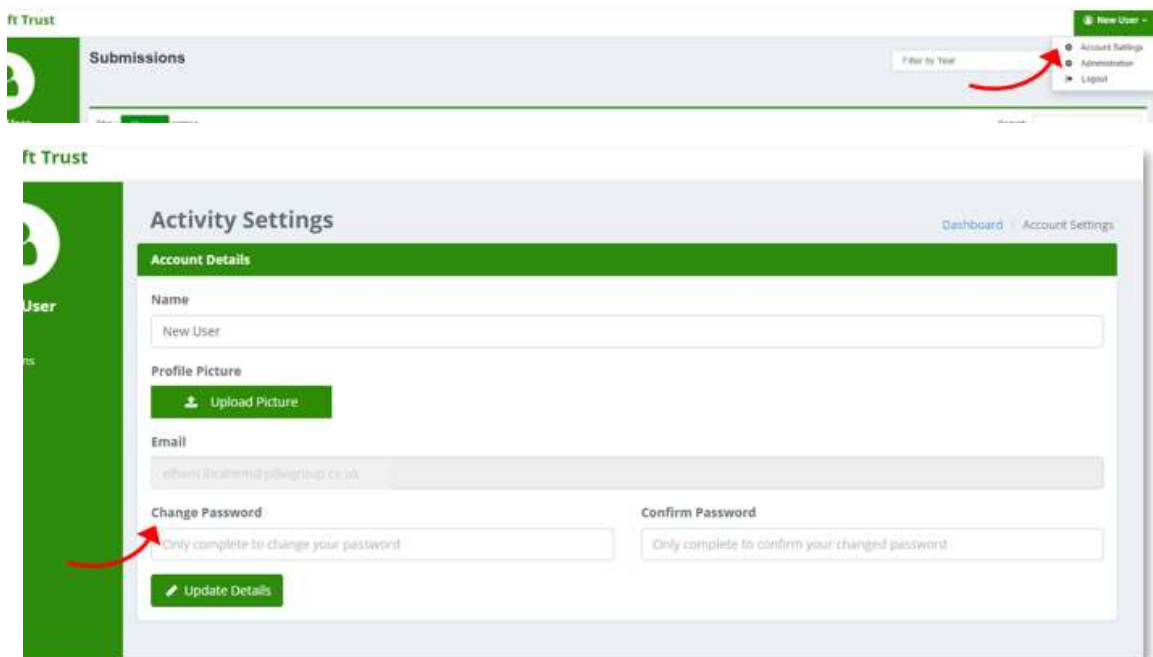 ft Trust
New User
Submissions
Filter by Year
Account Settings
Administration
Logout
ft Trust
Activity Settings
Dashboard / Account Settings
Account Details
User
Name
New User
ns
Profile Picture
Upload Picture
Email
Change Password
Confirm Password
Only complete to change your password
Only complete to confirm your changed password
Update Details